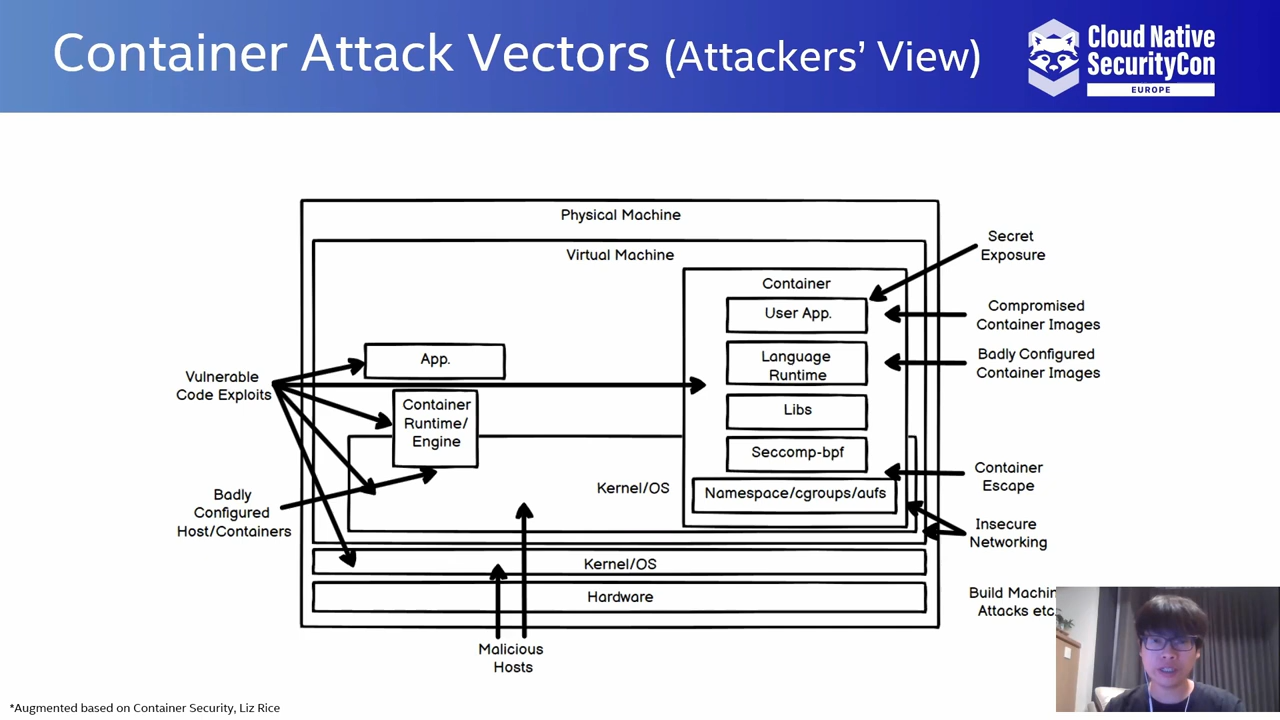 Container Attack Vectors (Attackers' View)
Cloud Native
SecurityCon
EUROPE
Physical Machine
Virtual Machine
Container
User App.
Language
Runtime
Libs
Seccomp-bpf
Namespace/cgroups/aufs
App.
Container
Runtime/
Engine
Kernel/OS
Kernel/OS
Hardware
Vulnerable
Code Exploits
Badly
Configured
Host/Containers
Malicious
Hosts
Secret
Exposure
Compromised
Container Images
Badly Configured
Container Images
Container
Escape
Insecure
Networking
Build
Attacks etc.
*Augmented based on Container Security, Liz Rice